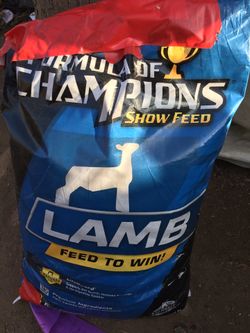 FORMULA OF
CHAMPIONS
SHOW FEED
LAMB
FEED TO WIN!